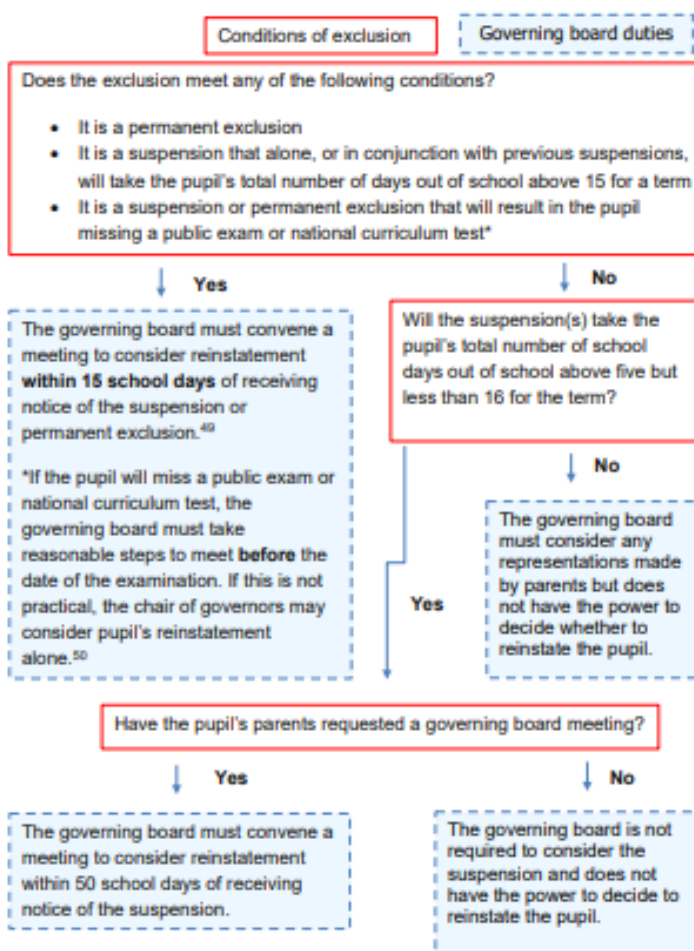 Conditions of exclusion
Governing board duties
Does the exclusion meet any of the following conditions?
• It is a permanent exclusion
• It is a suspension that alone, or in conjunction with previous suspensions,
will take the pupil's total number of days out of school above 15 for a term
• It is a suspension or permanent exclusion that will result in the pupil
missing a public exam or national curriculum test*
Yes
No
The governing board must convene a
meeting to consider reinstatement
within 15 school days of receiving
notice of the suspension or
permanent exclusion.⁴⁹
*If the pupil will miss a public exam or
national curriculum test, the
governing board must take
reasonable steps to meet before the
date of the examination. If this is not
practical, the chair of governors may
consider pupil's reinstatement
alone.⁵⁰
Will the suspension(s) take the
pupil's total number of school
days out of school above five but
less than 16 for the term?
No
The governing board
must consider any
representations made
by parents but does
not have the power to
decide whether to
reinstate the pupil.
Yes
Have the pupil's parents requested a governing board meeting?
Yes
No
The governing board must convene a
meeting to consider reinstatement
within 50 school days of receiving
notice of the suspension.
The governing board is not
required to consider the
suspension and does not
have the power to decide to
reinstate the pupil.